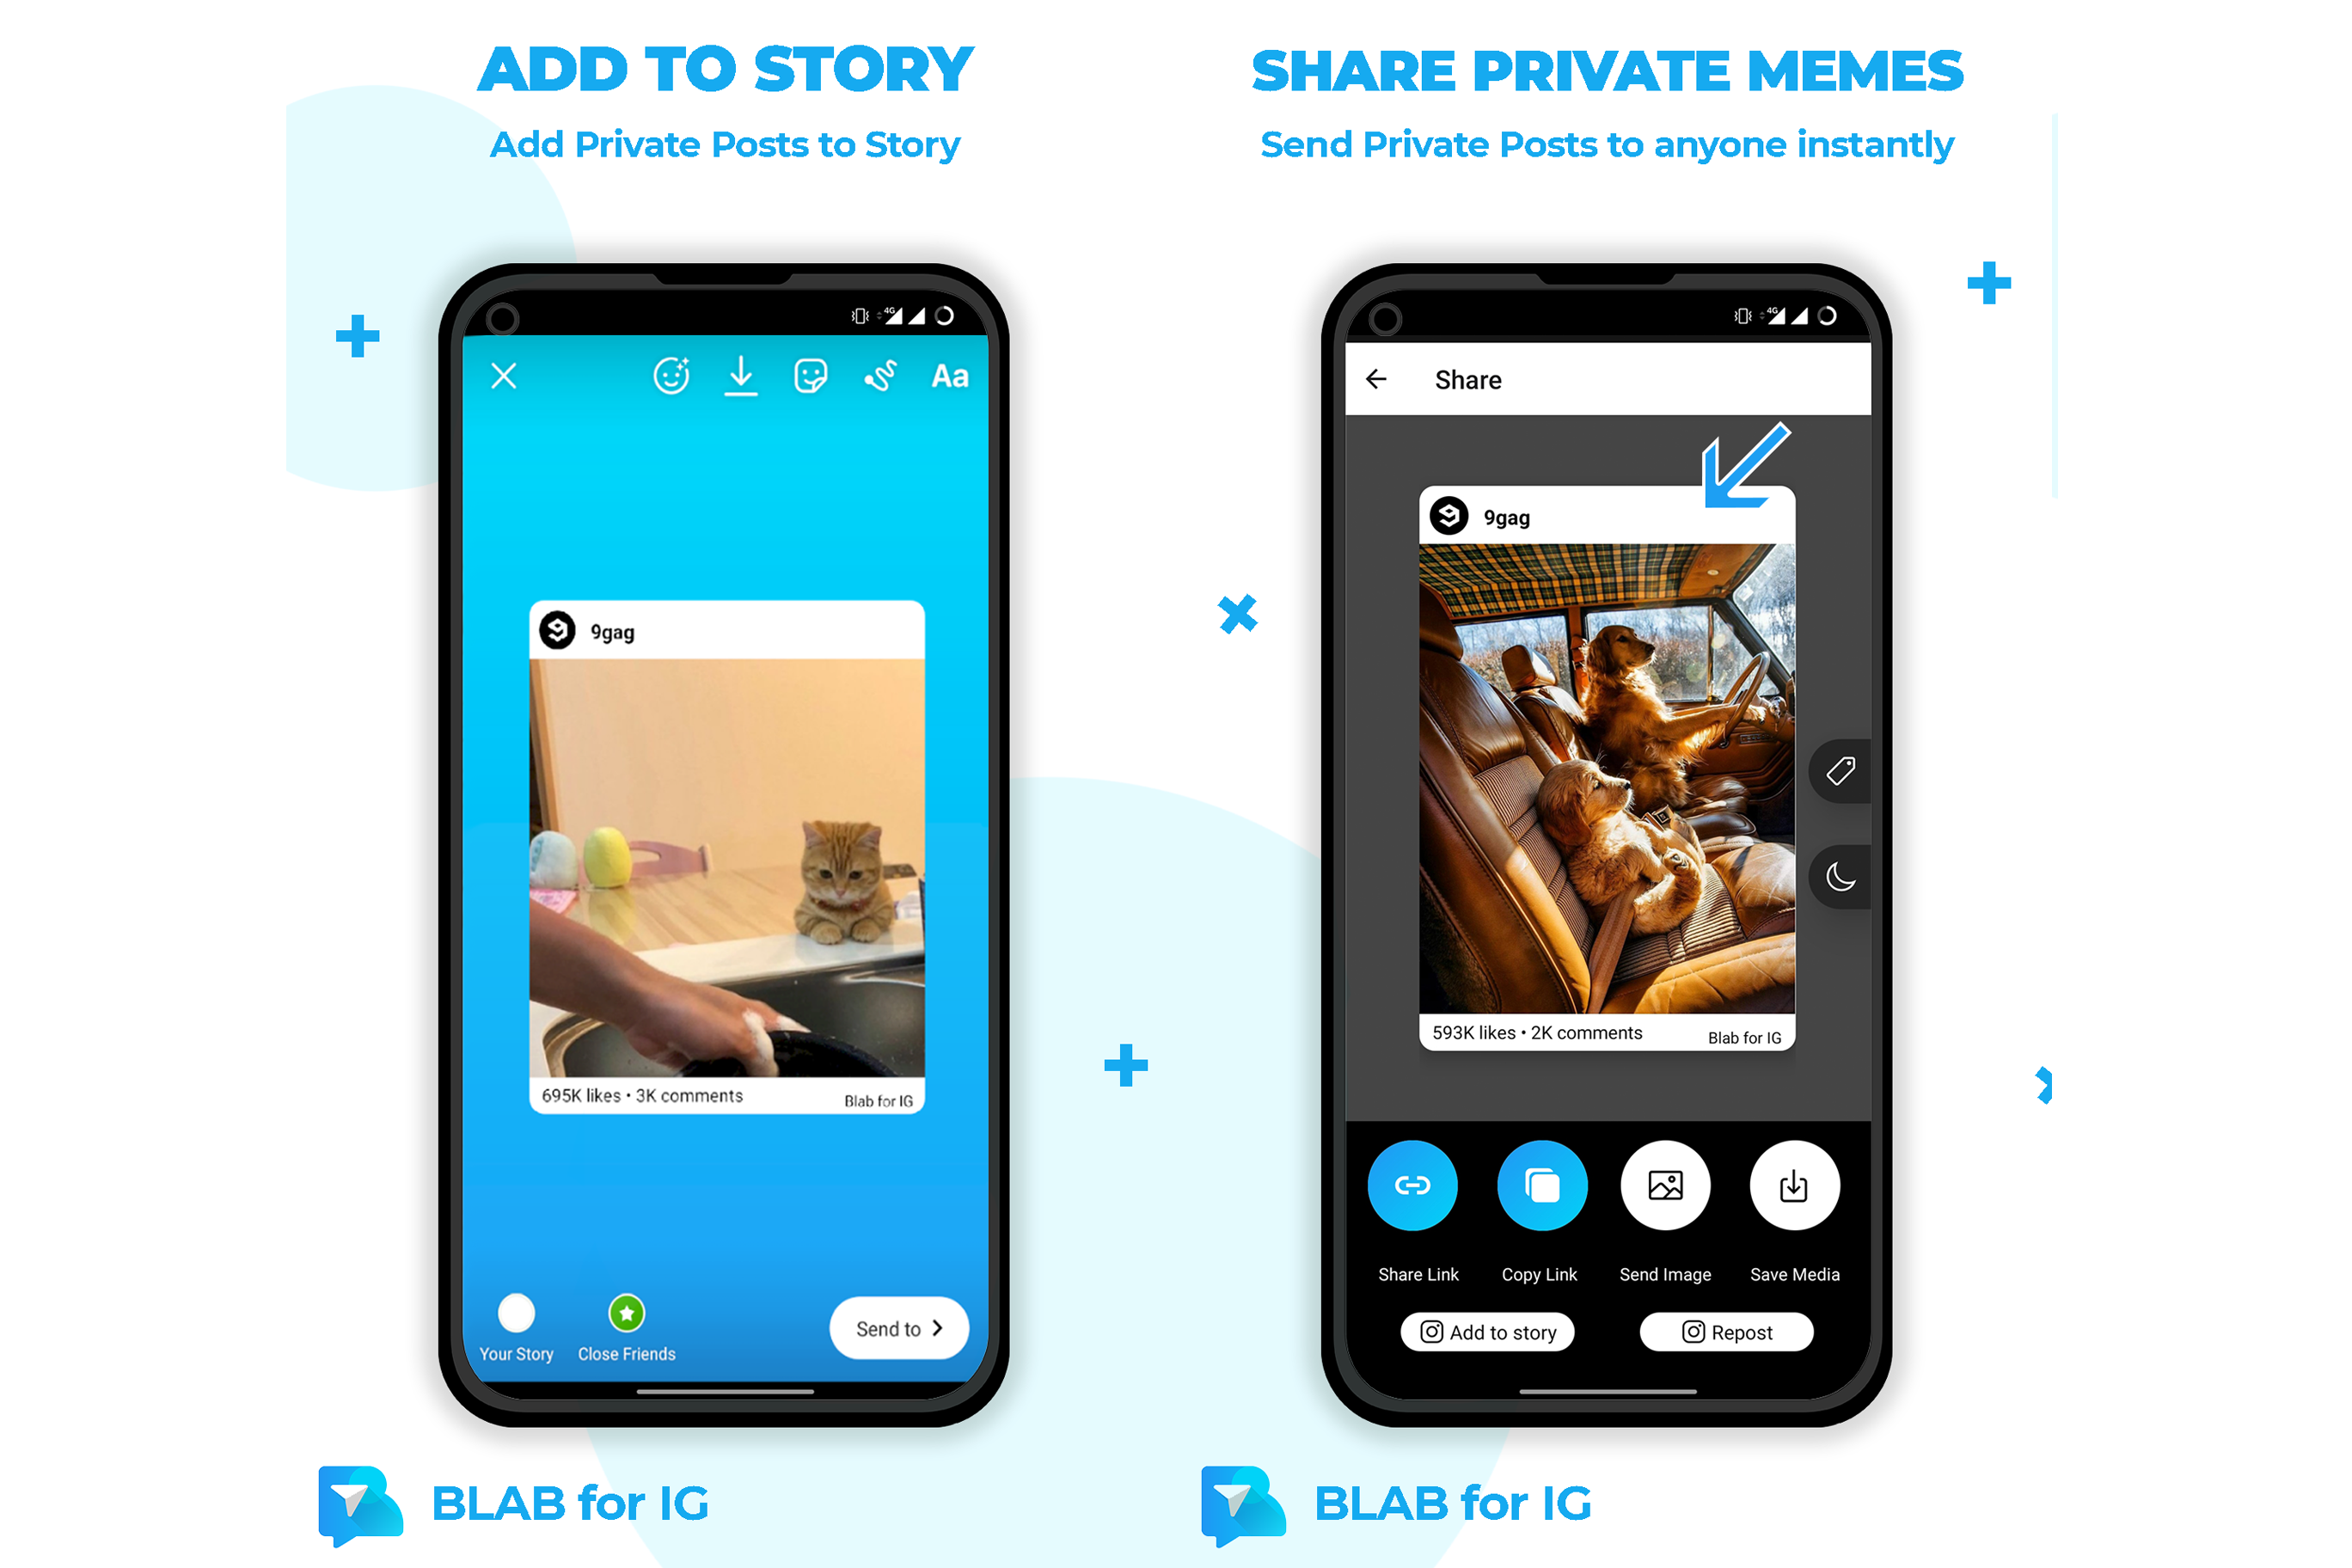 ADD TO STORY
Add Private Posts to Story
4G
Aa
9gag
695K likes • 3K comments
Blab for IG
Your Story
Close Friends
Send to
BLAB for IG
SHARE PRIVATE MEMES
Send Private Posts to anyone instantly
4G
Share
9gag
593K likes • 2K comments
Blab for IG
Share Link
Copy Link
Send Image
Save Media
Add to story
Repost
BLAB for IG